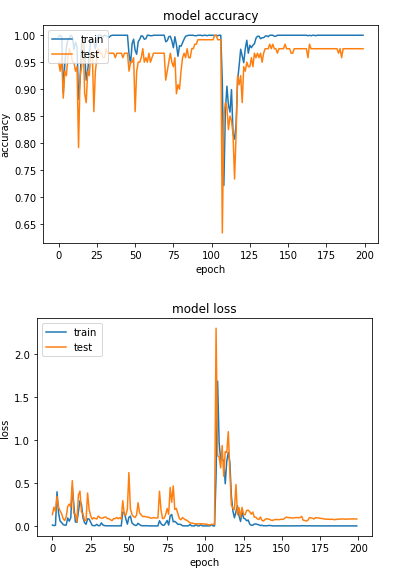 model accuracy
1.00
0.95
0.90
0.85
0.80
0.75
0.70
0.65
accuracy
train
test
0 25 50 75 100 125 150 175 200
epoch
model loss
2.0
1.5
1.0
0.5
0.0
loss
train
test
0 25 50 75 100 125 150 175 200
epoch